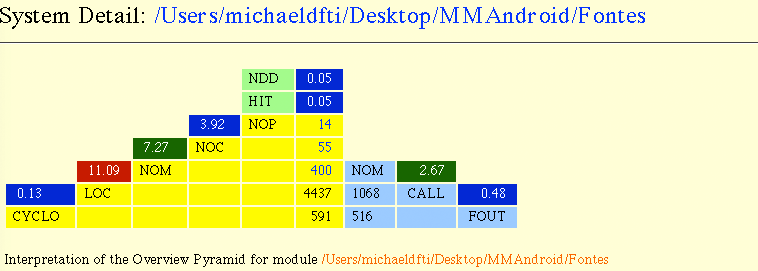 System Detail: /Users/michaeldfti/Desktop/MMAndroid/Fontes
NDD 0.05
HIT 0.05
3.92 NOP 14
7.27 NOC 55
11.09 NOM 400 NOM 2.67
0.13 LOC 4437 1068 CALL 0.48
CYCLO 591 516 FOUT
Interpretation of the Overview Pyramid for module /Users/michaeldfti/Desktop/MMAndroid/Fontes